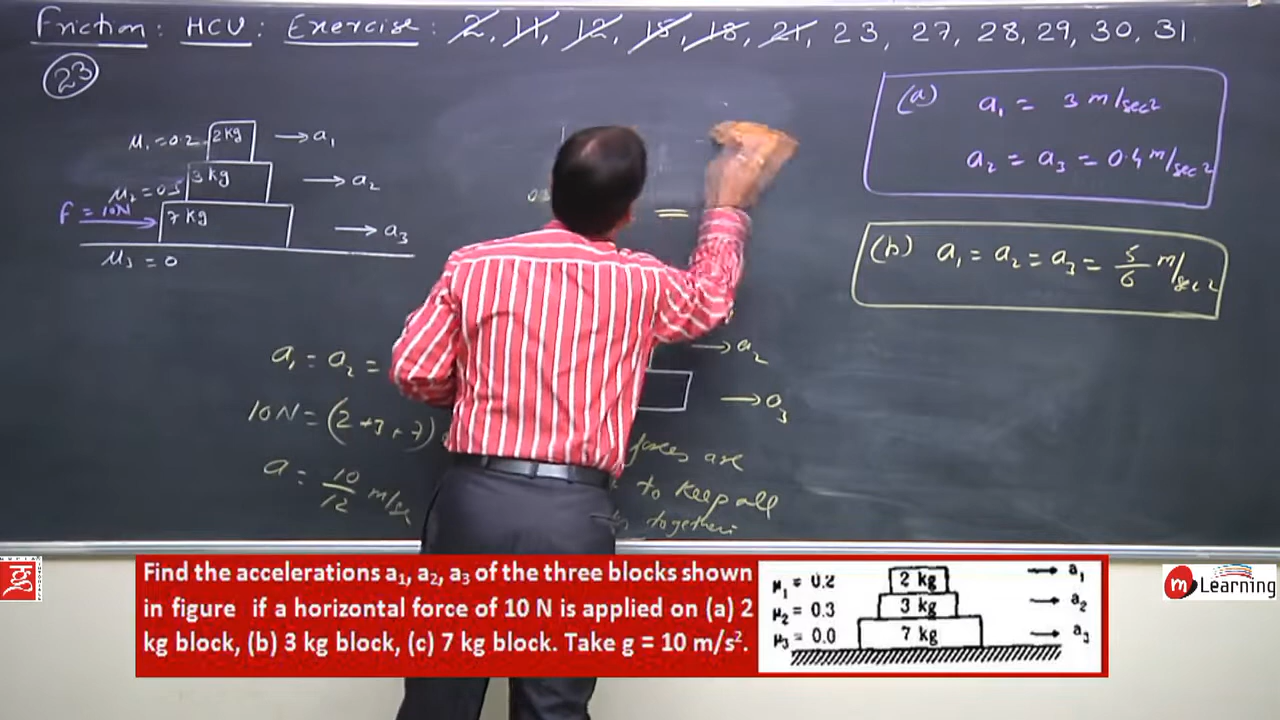 Friction: HCV: Exercise: 2, 11, 12, 15, 18, 21, 23, 27, 28, 29, 30, 31
23
μ₁ = 0.2 2 kg → a₁
μ₂ = 0.3 3 kg → a₂
F = 10N 7 kg → a₃
μ₃ = 0
(a) a₁ = 3 m/sec²
a₂ = a₃ = 0.4 m/sec²
(b) a₁ = a₂ = a₃ = 5/6 m/sec²
=
→ a₂
→ a₃
a₁ = a₂ =
10N = (2+3+7)
a = 10/12 m/se
forces are
to keep all
together
Find the accelerations a₁, a₂, a₃ of the three blocks shown
in figure if a horizontal force of 10 N is applied on (a) 2
kg block, (b) 3 kg block, (c) 7 kg block. Take g = 10 m/s².
μ₁ = 0.2 2 kg a₁
μ₂ = 0.3 3 kg a₂
μ₃ = 0.0 7 kg a₃
m Learning